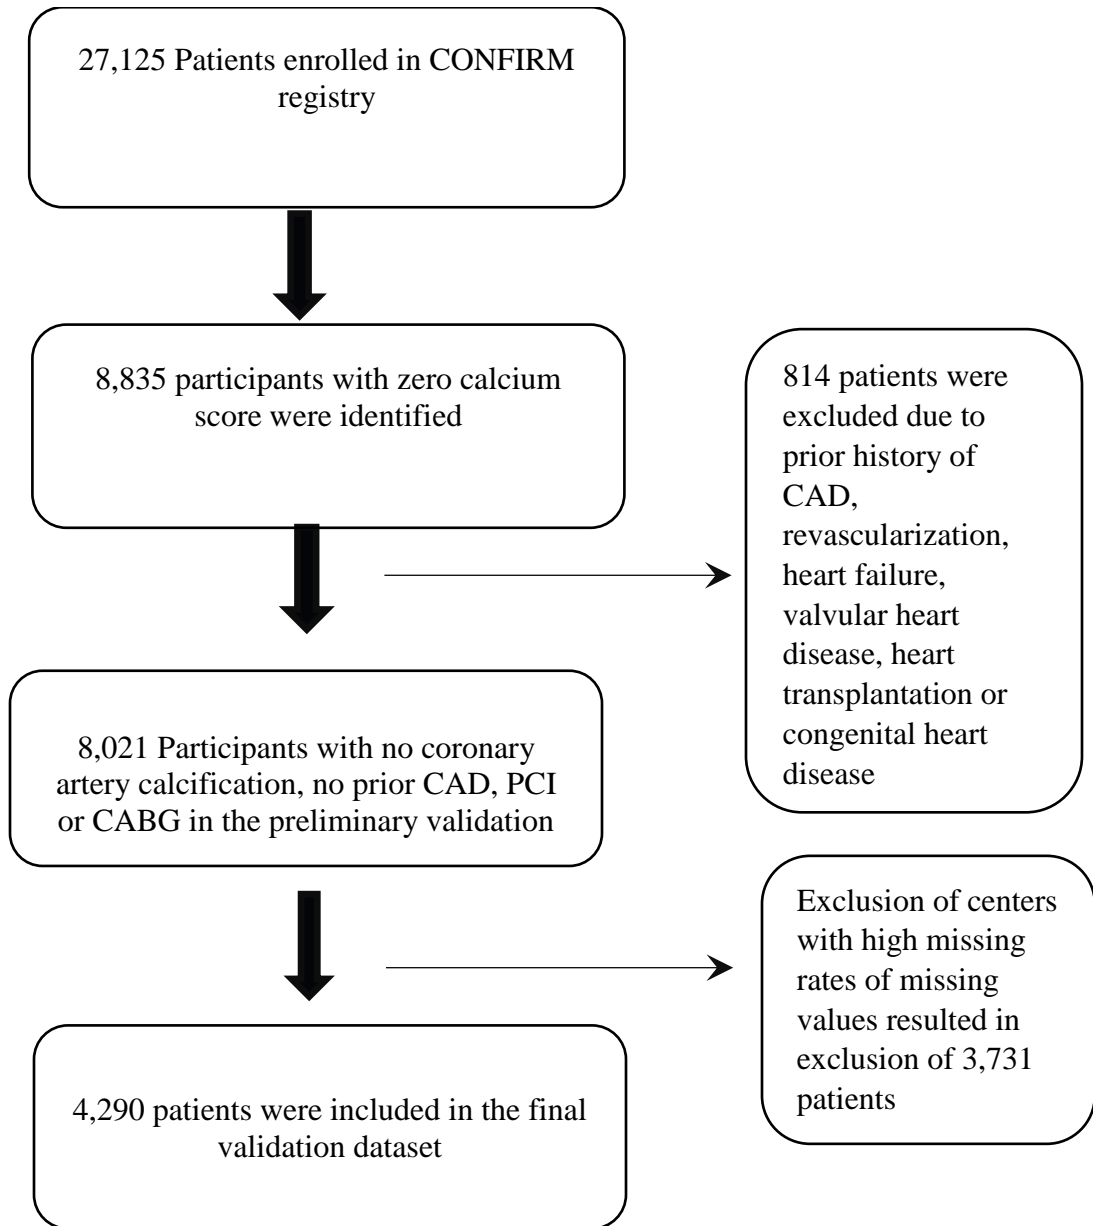 27,125 Patients enrolled in CONFIRM
registry
8,835 participants with zero calcium
score were identified
814 patients were
excluded due to
prior history of
CAD,
revascularization,
heart failure,
valvular heart
disease, heart
transplantation or
congenital heart
disease
8,021 Participants with no coronary
artery calcification, no prior CAD, PCI
or CABG in the preliminary validation
Exclusion of centers
with high missing
rates of missing
values resulted in
exclusion of 3,731
patients
4,290 patients were included in the final
validation dataset